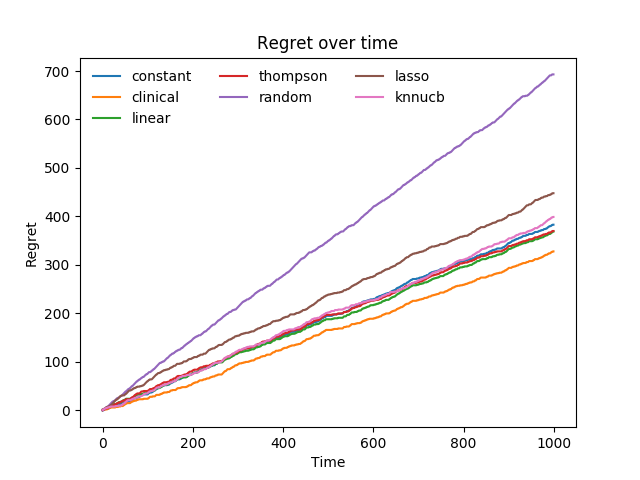 Regret over time
constant thompson lasso
clinical random knnucb
linear
700
600
500
400
300
200
100
0
Regret
0 200 400 600 800 1000
Time